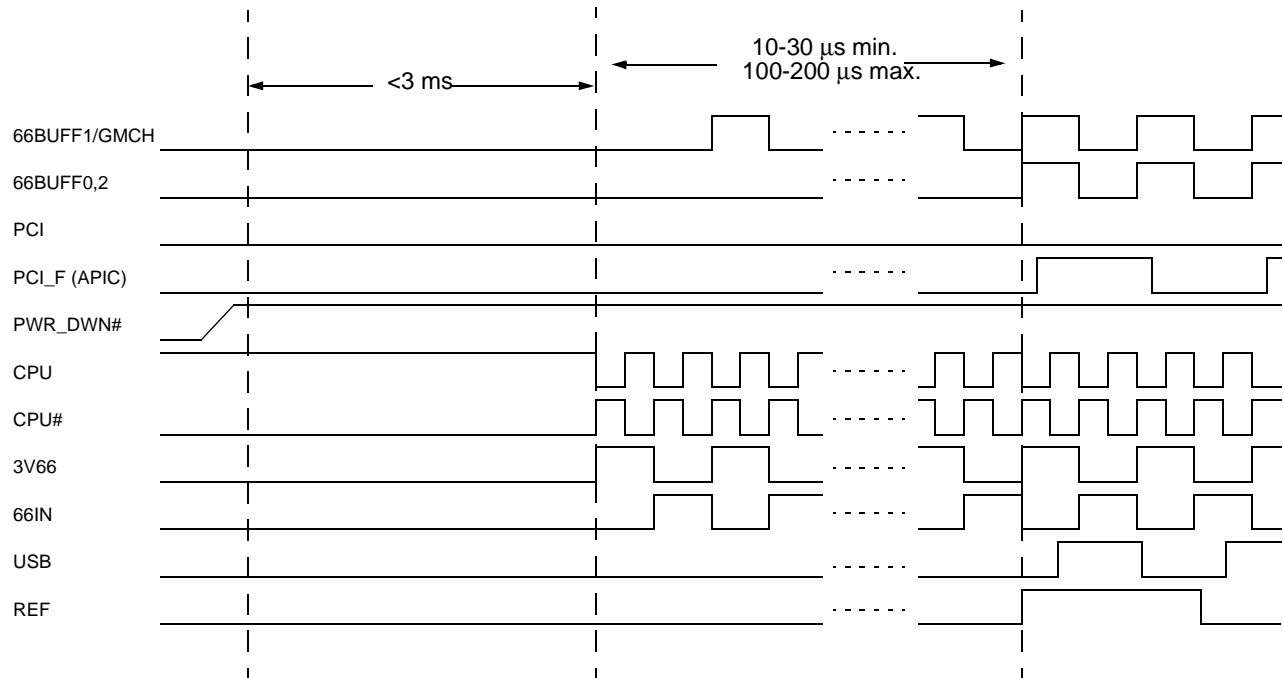 10-30 μs min.
100-200 μs max.
<3 ms
66BUFF1/GMCH
66BUFF0,2
PCI
PCI_F (APIC)
PWR_DWN#
CPU
CPU#
3V66
66IN
USB
REF